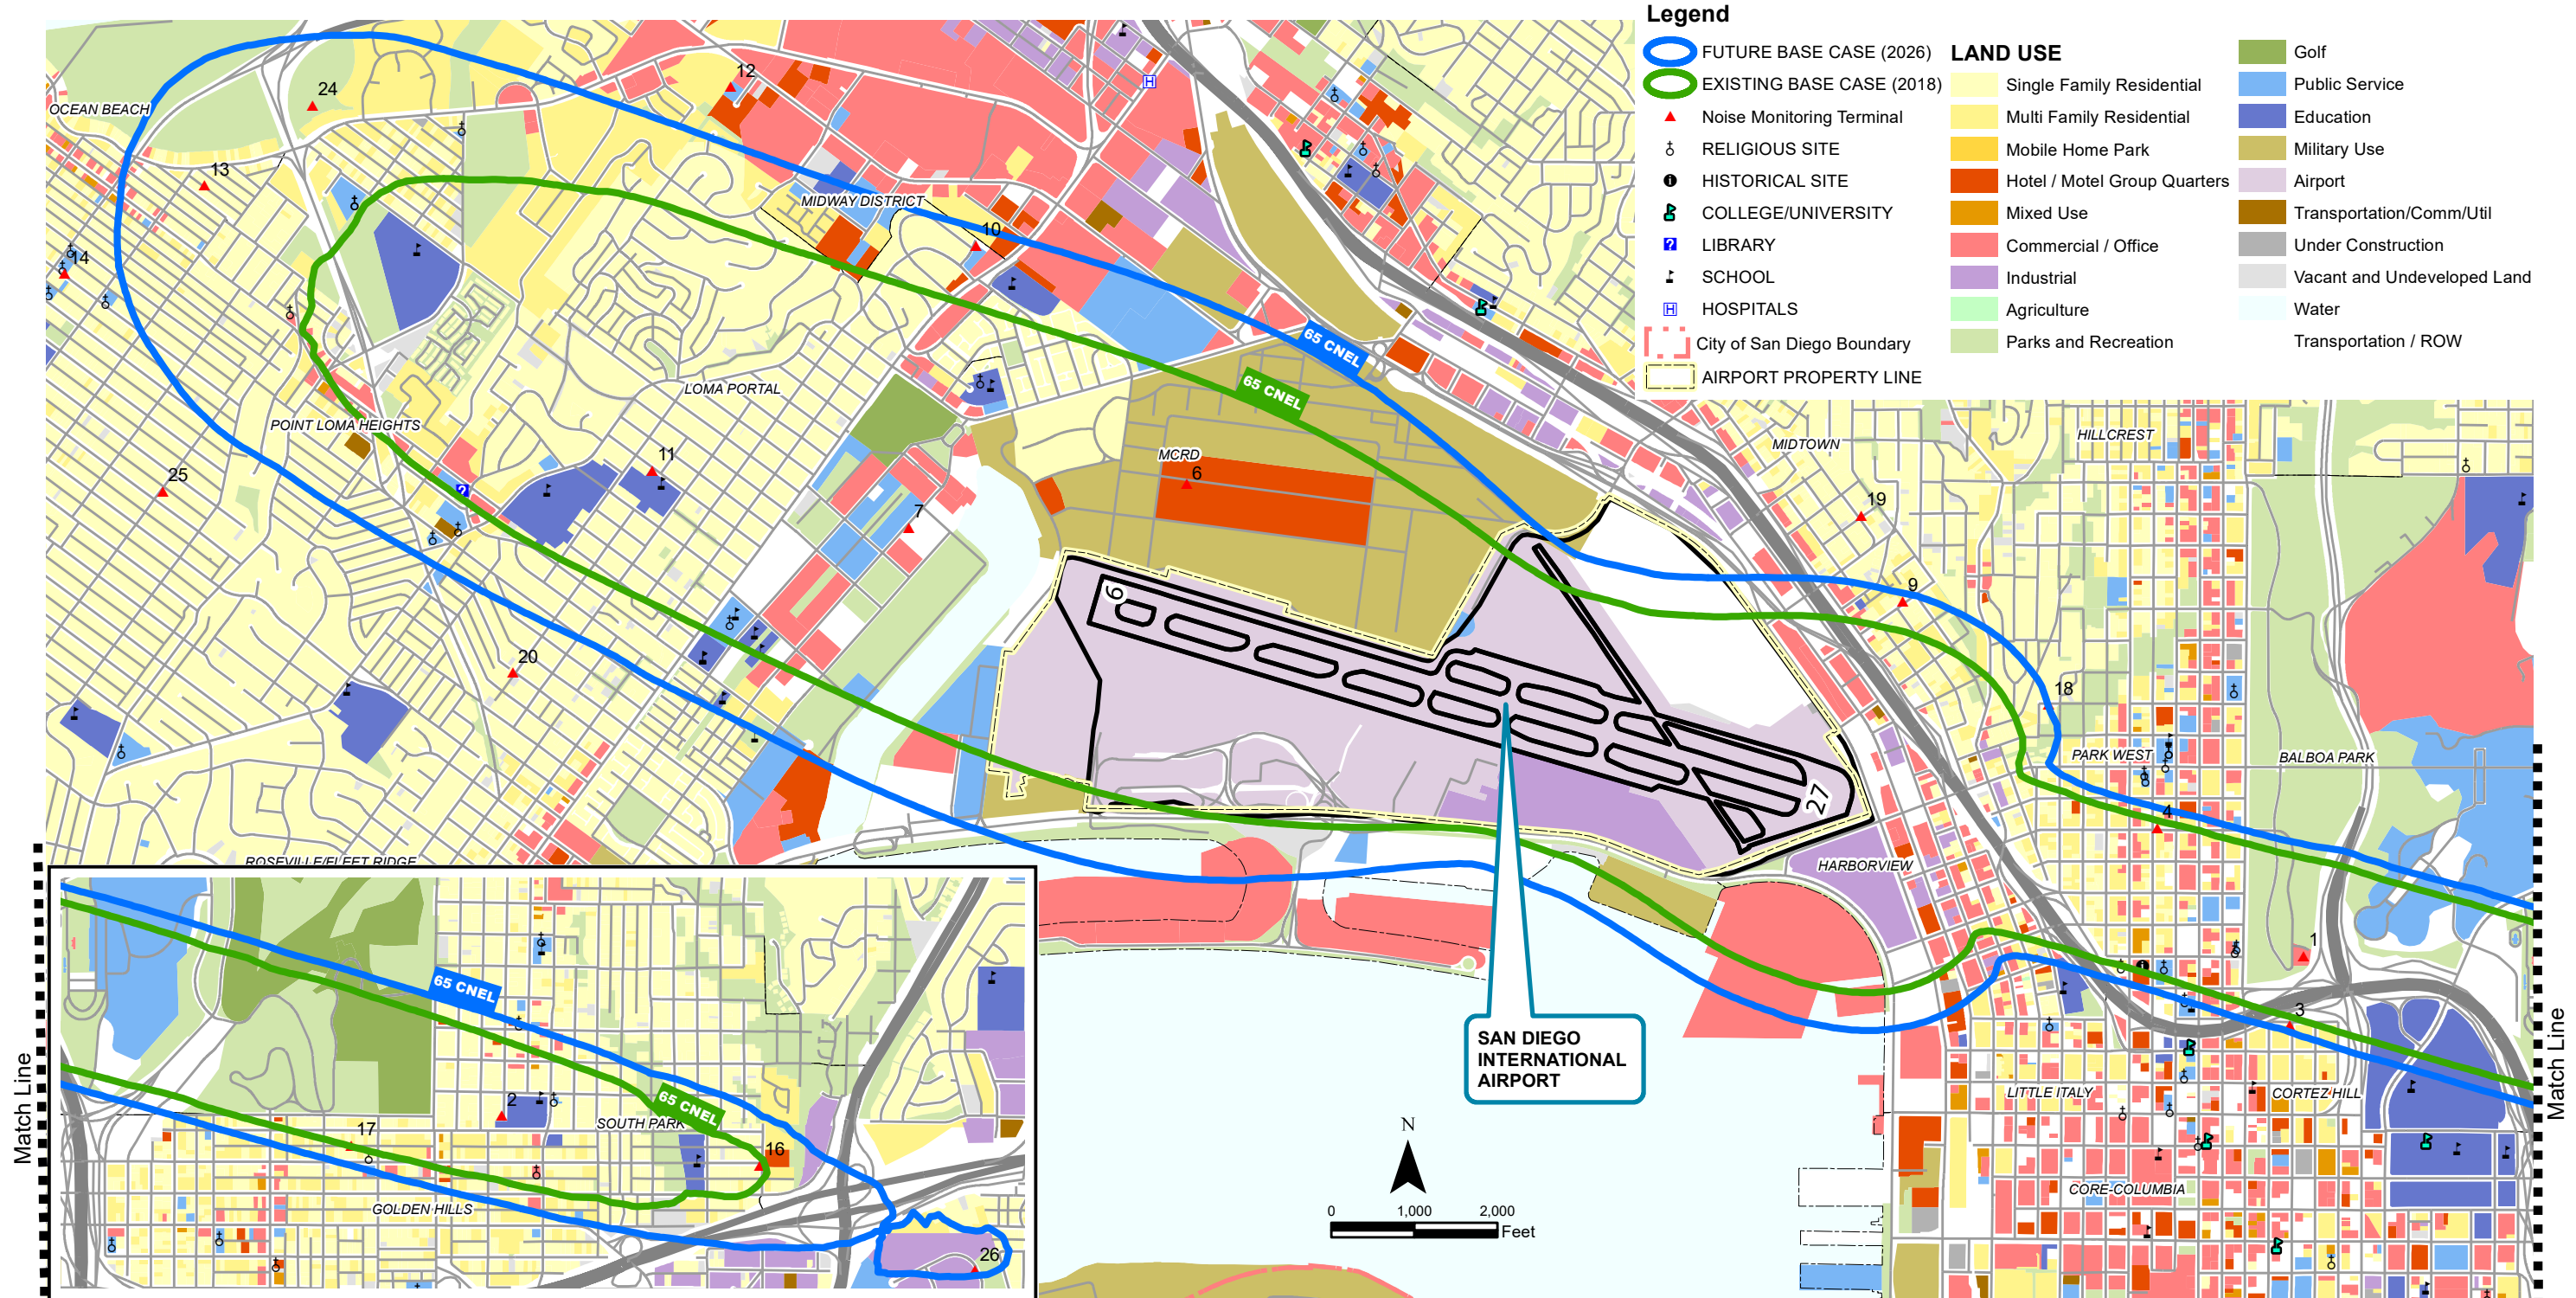 Legend
FUTURE BASE CASE (2026)
EXISTING BASE CASE (2018)
Noise Monitoring Terminal
RELIGIOUS SITE
HISTORICAL SITE
COLLEGE/UNIVERSITY
LIBRARY
SCHOOL
HOSPITALS
City of San Diego Boundary
AIRPORT PROPERTY LINE
LAND USE
Single Family Residential
Multi Family Residential
Mobile Home Park
Hotel / Motel Group Quarters
Mixed Use
Commercial / Office
Industrial
Agriculture
Parks and Recreation
Golf
Public Service
Education
Military Use
Airport
Transportation/Comm/Util
Under Construction
Vacant and Undeveloped Land
Water
Transportation / ROW
12
24
OCEAN BEACH
13
MIDWAY DISTRICT
10
14
65 CNEL
65 CNEL
LOMA PORTAL
POINT LOMA HEIGHTS
MCRD
6
11
25
7
MIDTOWN
HILLCREST
19
9
9
20
18
PARK WEST
BALBOA PARK
27
4
HARBORVIEW
ROSEVILLE/FLEET RIDGE
1
3
SAN DIEGO
INTERNATIONAL
AIRPORT
LITTLE ITALY
CORTEZ HILL
CORE-COLUMBIA
Match Line
Match Line
65 CNEL
65 CNEL
2
SOUTH PARK
17
16
GOLDEN HILLS
26
N
0 1,000 2,000
Feet